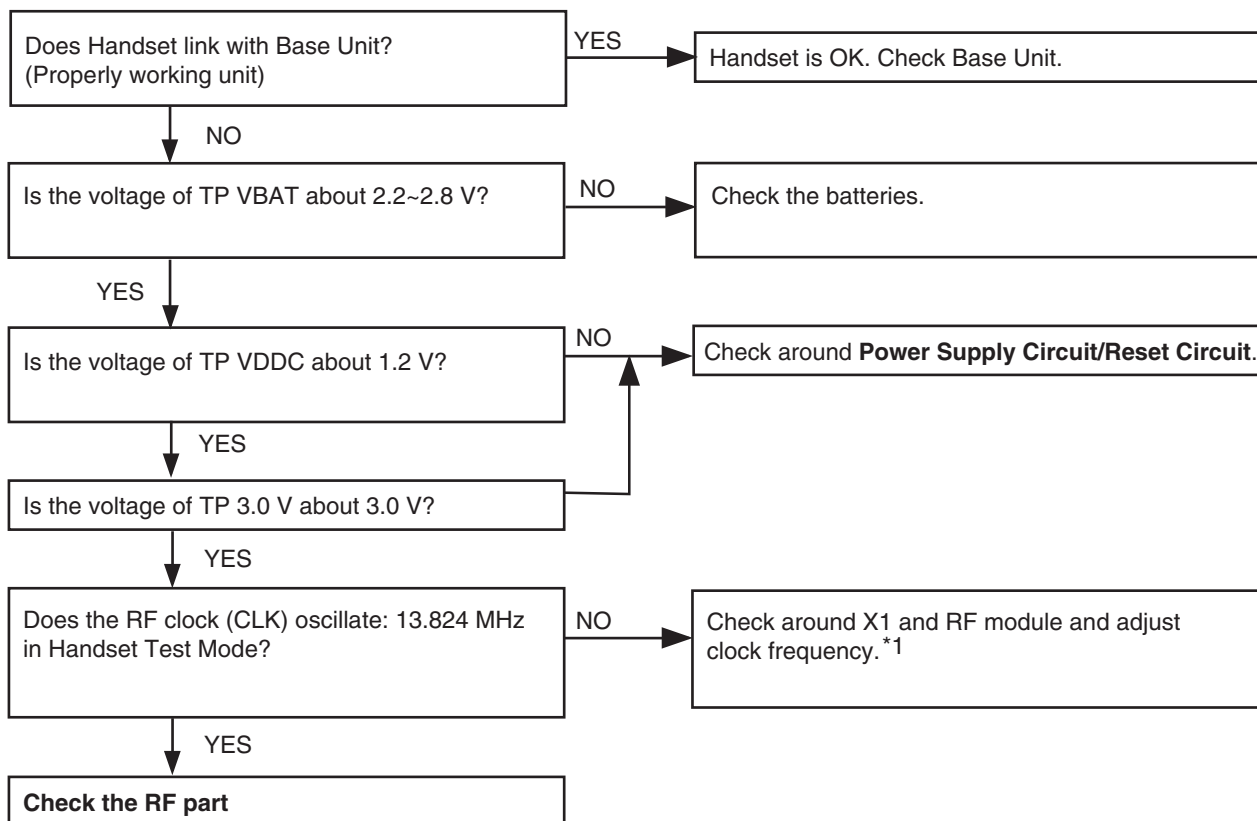 Does Handset link with Base Unit?
(Properly working unit)
YES
Handset is OK. Check Base Unit.
NO
Is the voltage of TP VBAT about 2.2~2.8 V?
NO
Check the batteries.
YES
Is the voltage of TP VDDC about 1.2 V?
NO
Check around Power Supply Circuit/Reset Circuit.
YES
Is the voltage of TP 3.0 V about 3.0 V?
YES
Does the RF clock (CLK) oscillate: 13.824 MHz
in Handset Test Mode?
NO
Check around X1 and RF module and adjust
clock frequency.*1
YES
Check the RF part